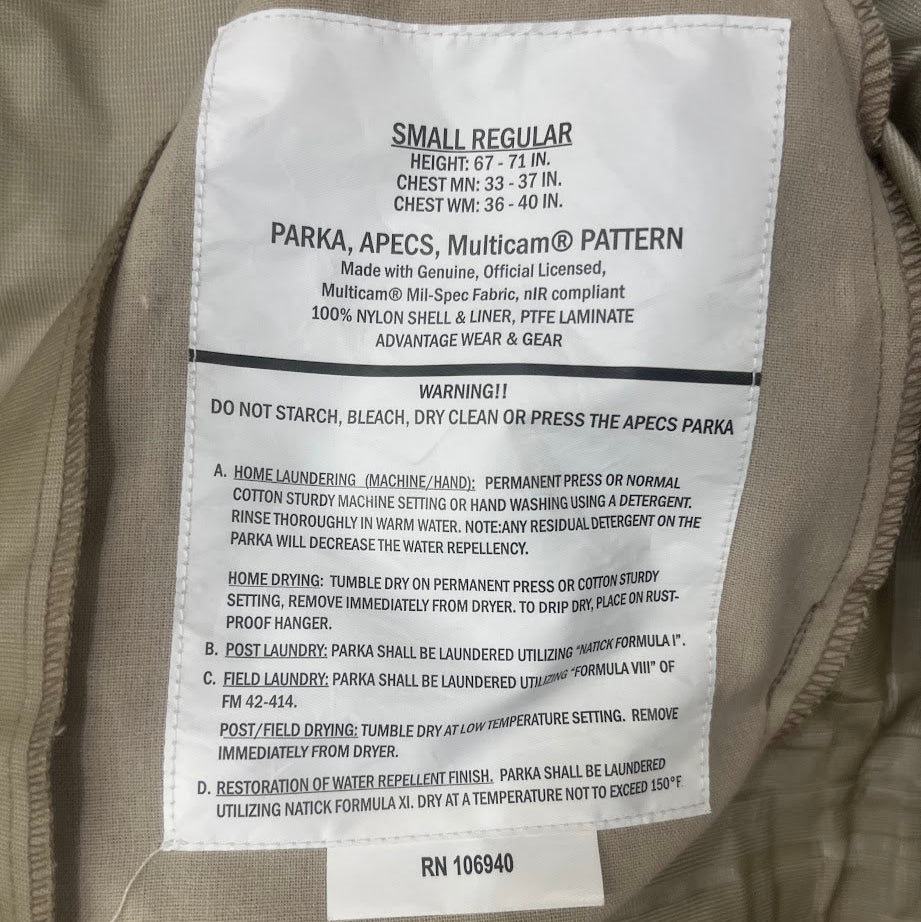 SMALL REGULAR
HEIGHT: 67 - 71 IN.
CHEST MN: 33 - 37 IN.
CHEST WM: 36 - 40 IN.
PARKA, APECS, Multicam® PATTERN
Made with Genuine, Official Licensed,
Multicam® Mil-Spec Fabric, nIR compliant
100% NYLON SHELL & LINER, PTFE LAMINATE
ADVANTAGE WEAR & GEAR
WARNING!!
DO NOT STARCH, BLEACH, DRY CLEAN OR PRESS THE APECS PARKA
A. HOME LAUNDERING (MACHINE/HAND): PERMANENT PRESS OR NORMAL
COTTON STURDY MACHINE SETTING OR HAND WASHING USING A DETERGENT.
RINSE THOROUGHLY IN WARM WATER. NOTE:ANY RESIDUAL DETERGENT ON THE
PARKA WILL DECREASE THE WATER REPELLENCY.
HOME DRYING: TUMBLE DRY ON PERMANENT PRESS OR COTTON STURDY
SETTING, REMOVE IMMEDIATELY FROM DRYER. TO DRIP DRY, PLACE ON RUST-
PROOF HANGER.
B. POST LAUNDRY: PARKA SHALL BE LAUNDERED UTILIZING "NATICK FORMULA I".
C. FIELD LAUNDRY: PARKA SHALL BE LAUNDERED UTILIZING "FORMULA VIII" OF
FM 42-414.
POST/FIELD DRYING: TUMBLE DRY AT LOW TEMPERATURE SETTING. REMOVE
IMMEDIATELY FROM DRYER.
D. RESTORATION OF WATER REPELLENT FINISH. PARKA SHALL BE LAUNDERED
UTILIZING NATICK FORMULA XI. DRY AT A TEMPERATURE NOT TO EXCEED 150°F
RN 106940